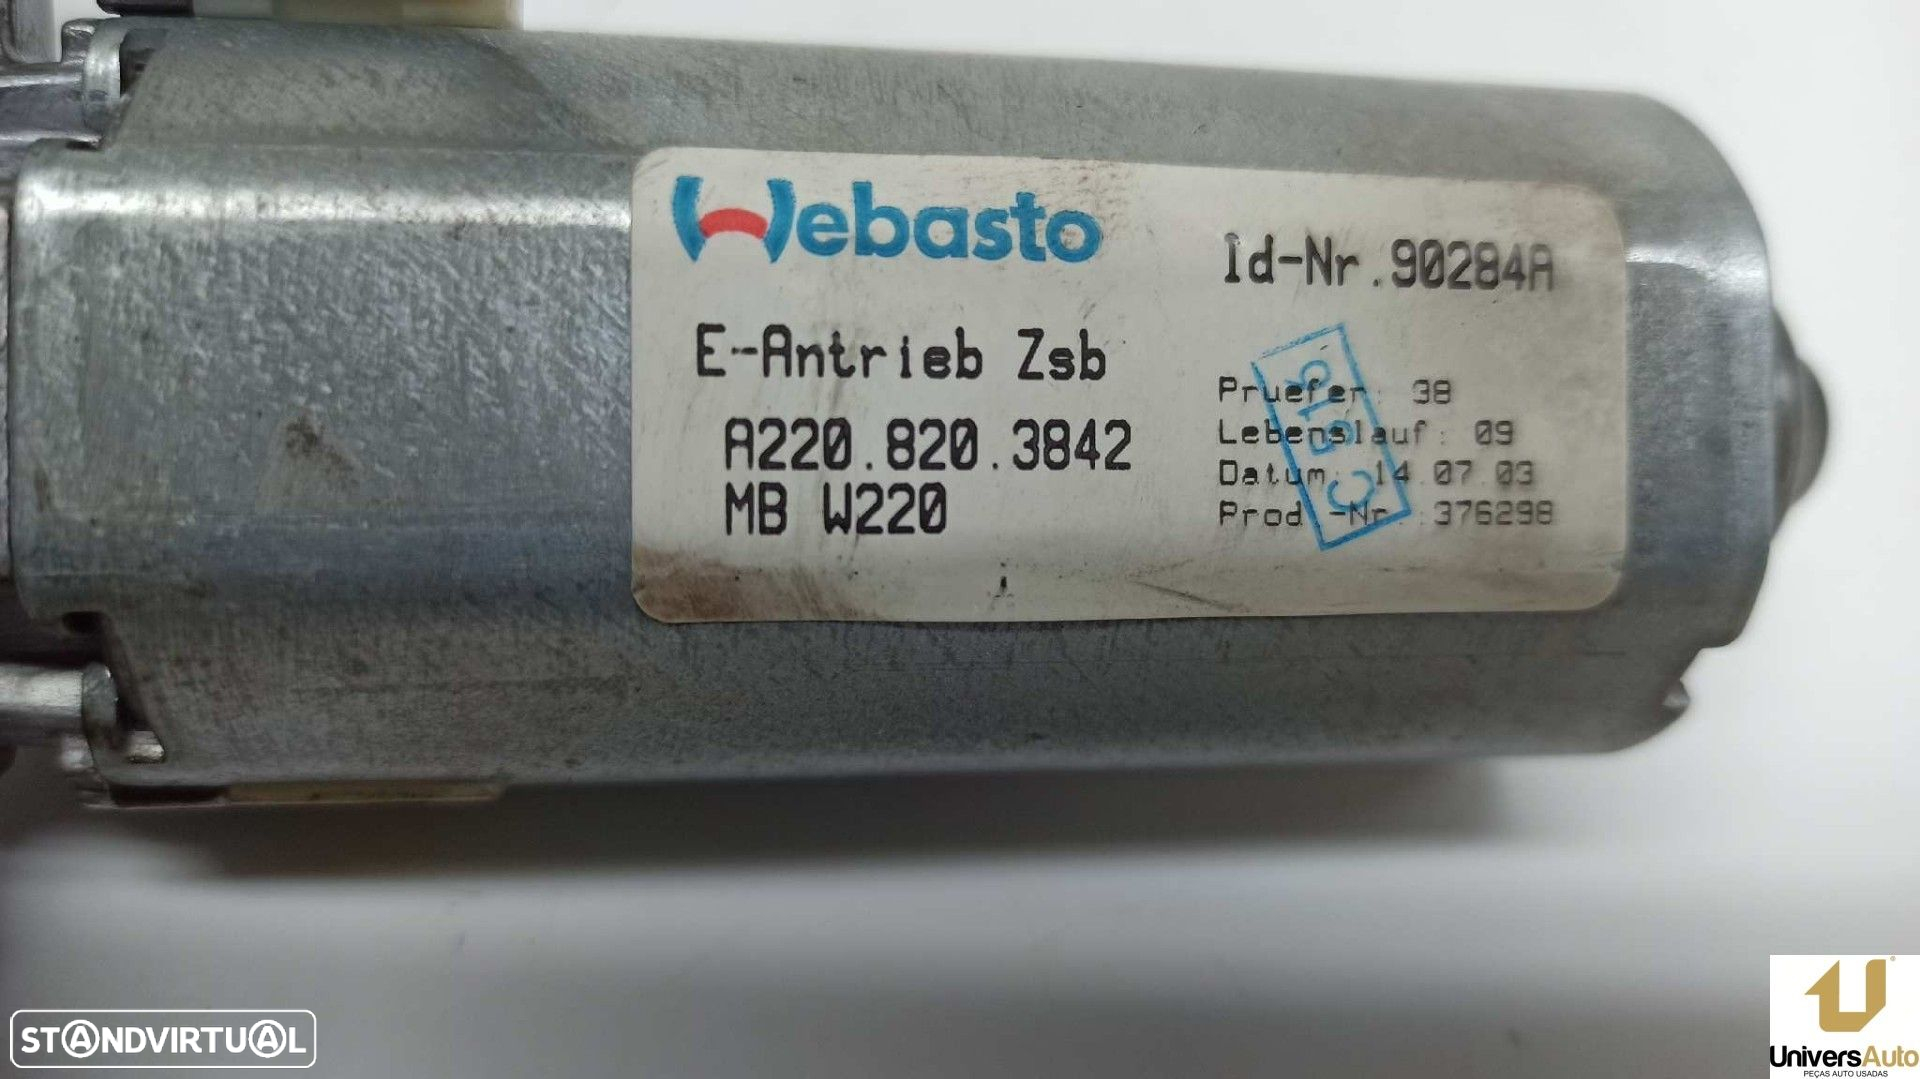 Webasto
Id-Nr.90284A
E-Antrieb Zsb
A220.820.3842
MB W220
Pruefer: 38
Lebenslauf: 09
Datum: 14.07.03
Prod.-Nr.: 376298
STANDVIRTUAL
UniversAuto
PEÇAS AUTO USADAS